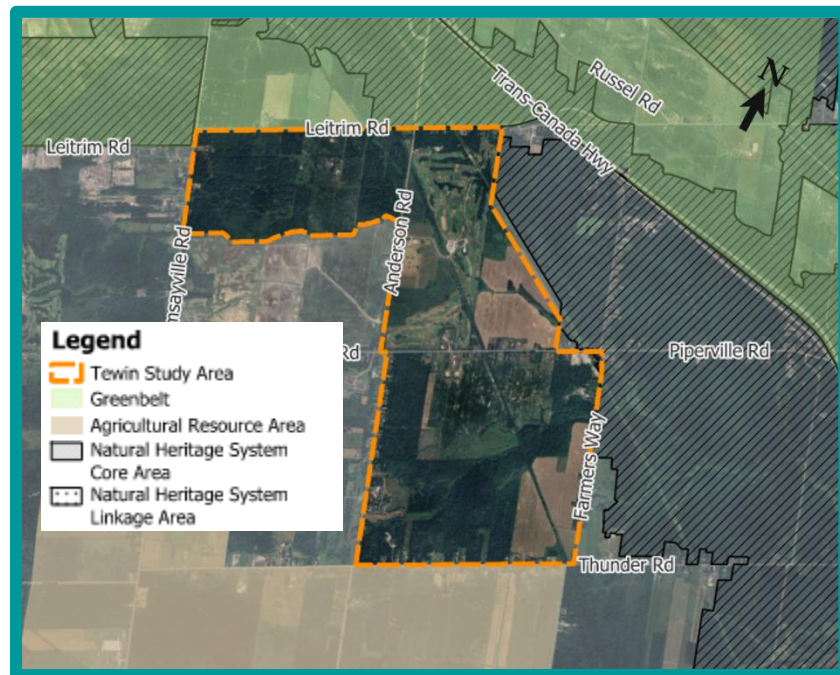 N
Russel Rd
Trans-Canada Hwy
Leitrim Rd
Leitrim Rd
Anderson Rd
Rd
Piperville Rd
Farmers Way
Thunder Rd
Legend
Tewin Study Area
Greenbelt
Agricultural Resource Area
Natural Heritage System
Core Area
Natural Heritage System
Linkage Area